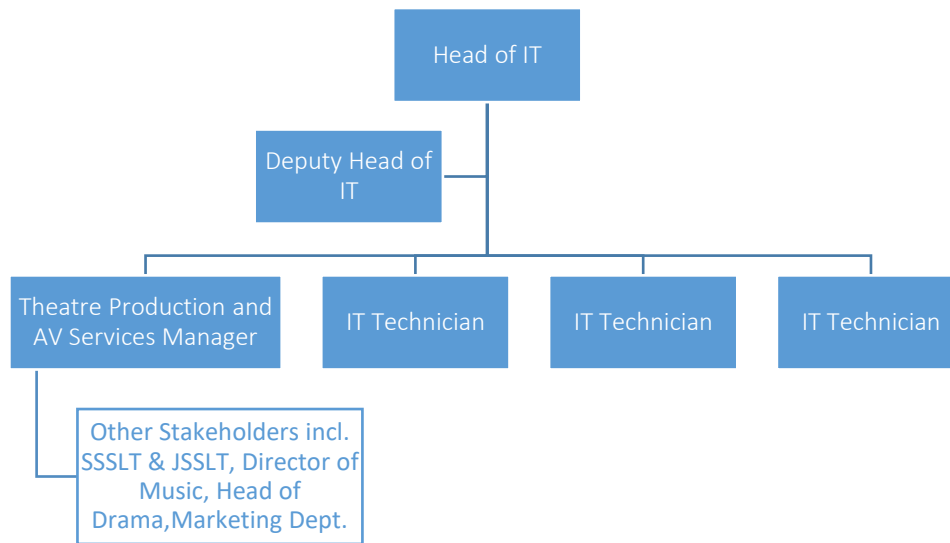 Head of IT
Deputy Head of
IT
Theatre Production and
AV Services Manager
IT Technician
IT Technician
IT Technician
Other Stakeholders incl.
SSSLT & JSSLT, Director of
Music, Head of
Drama,Marketing Dept.